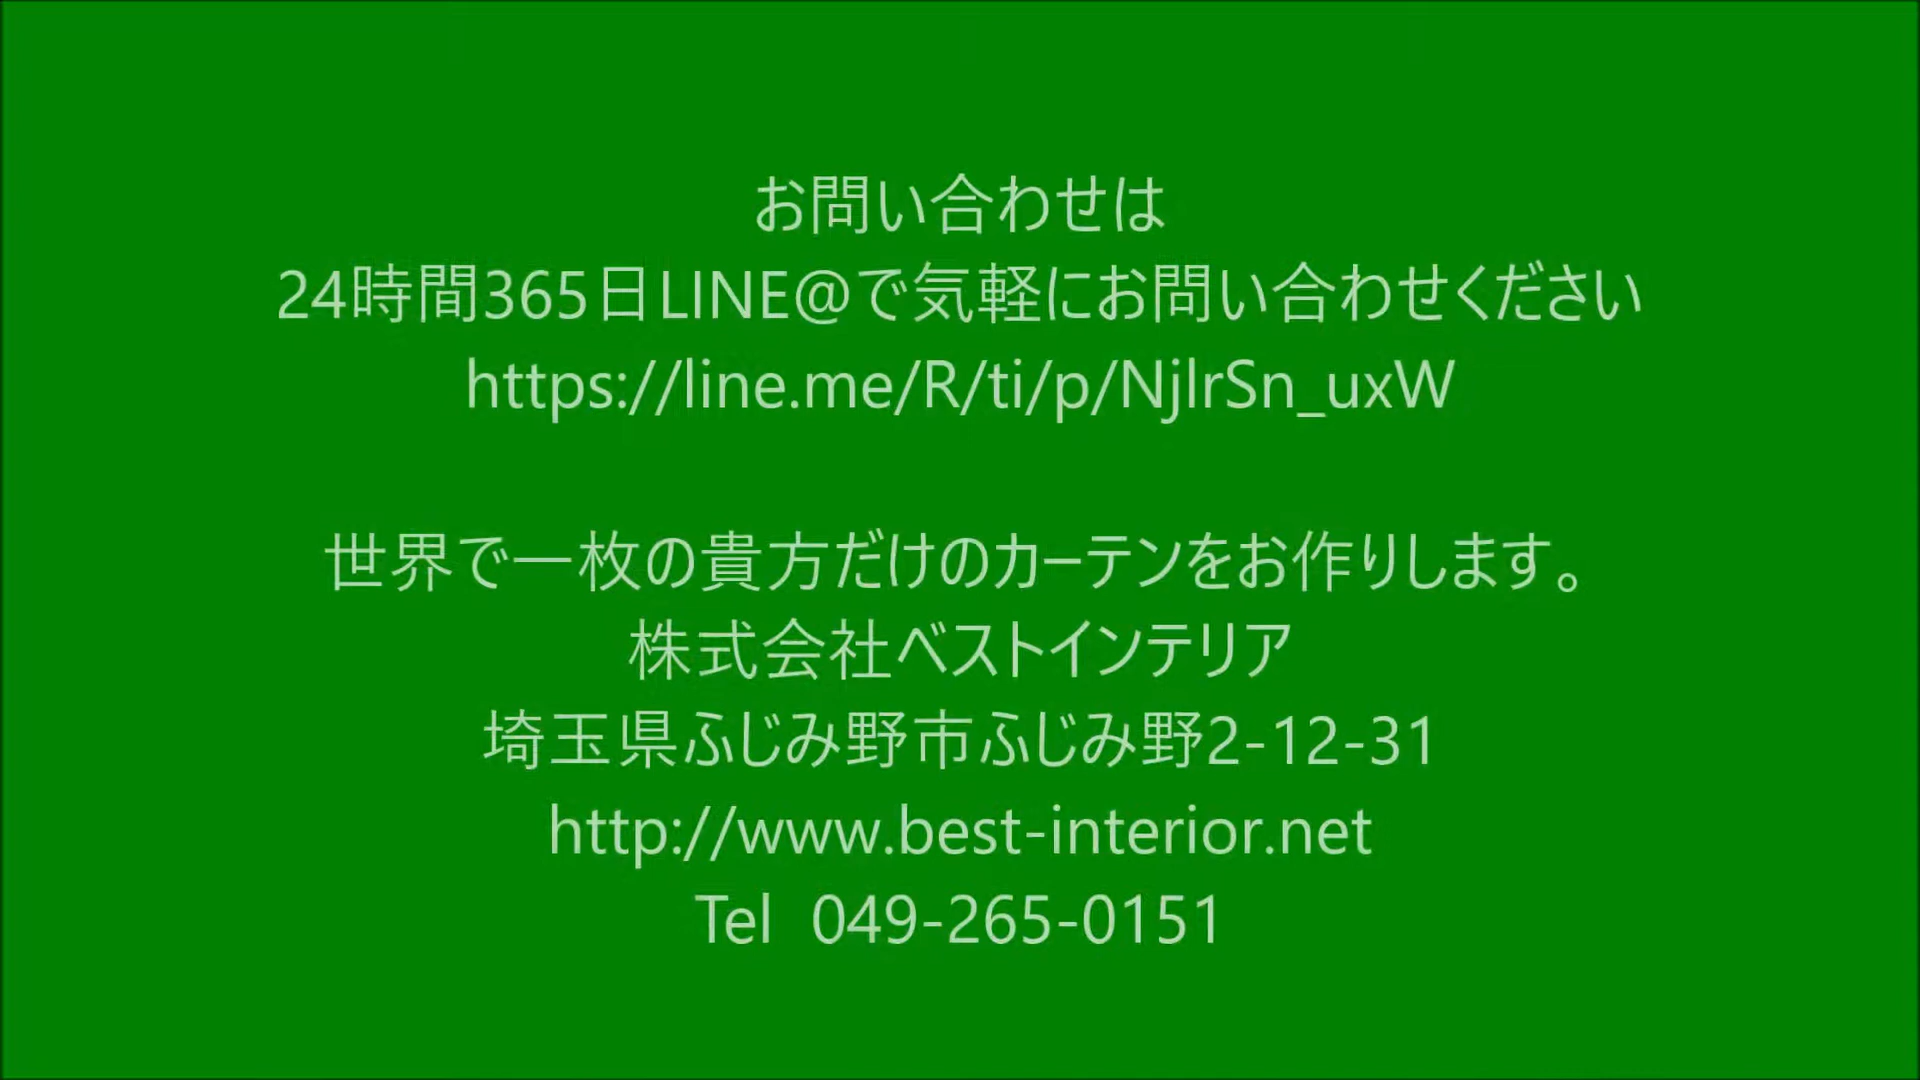 お問い合わせは
24時間365日LINE@で気軽にお問い合わせください
https://line.me/R/ti/p/NjlrSn_uxW
世界で一枚の貴方だけのカーテンをお作りします。
株式会社ベストインテリア
埼玉県ふじみ野市ふじみ野2-12-31
http://www.best-interior.net
Tel 049-265-0151